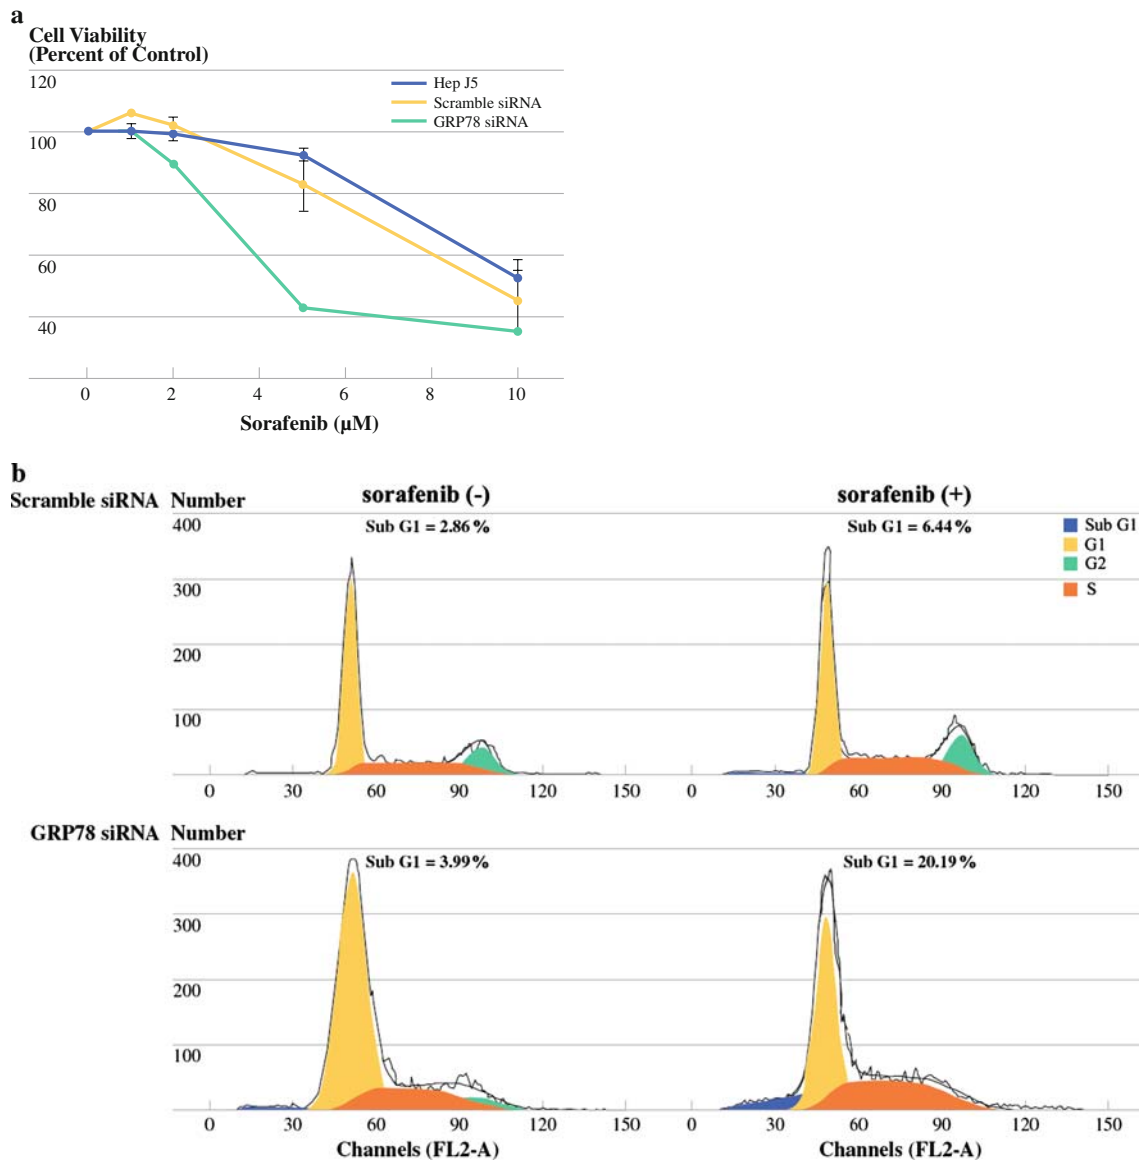 a
Cell Viability
(Percent of Control)
120
100
80
60
40
Hep J5
Scramble siRNA
GRP78 siRNA
0 2 4 6 8 10
Sorafenib (µM)
b
Scramble siRNA Number sorafenib (-) sorafenib (+)
400
300
200
100
Sub G1 = 2.86%
Sub G1 = 6.44%
Sub G1
G1
G2
S
0 30 60 90 120 150 0 30 60 90 120 150
GRP78 siRNA Number
400
300
200
100
Sub G1 = 3.99%
Sub G1 = 20.19%
0 30 60 90 120 150 0 30 60 90 120 150
Channels (FL2-A) Channels (FL2-A)